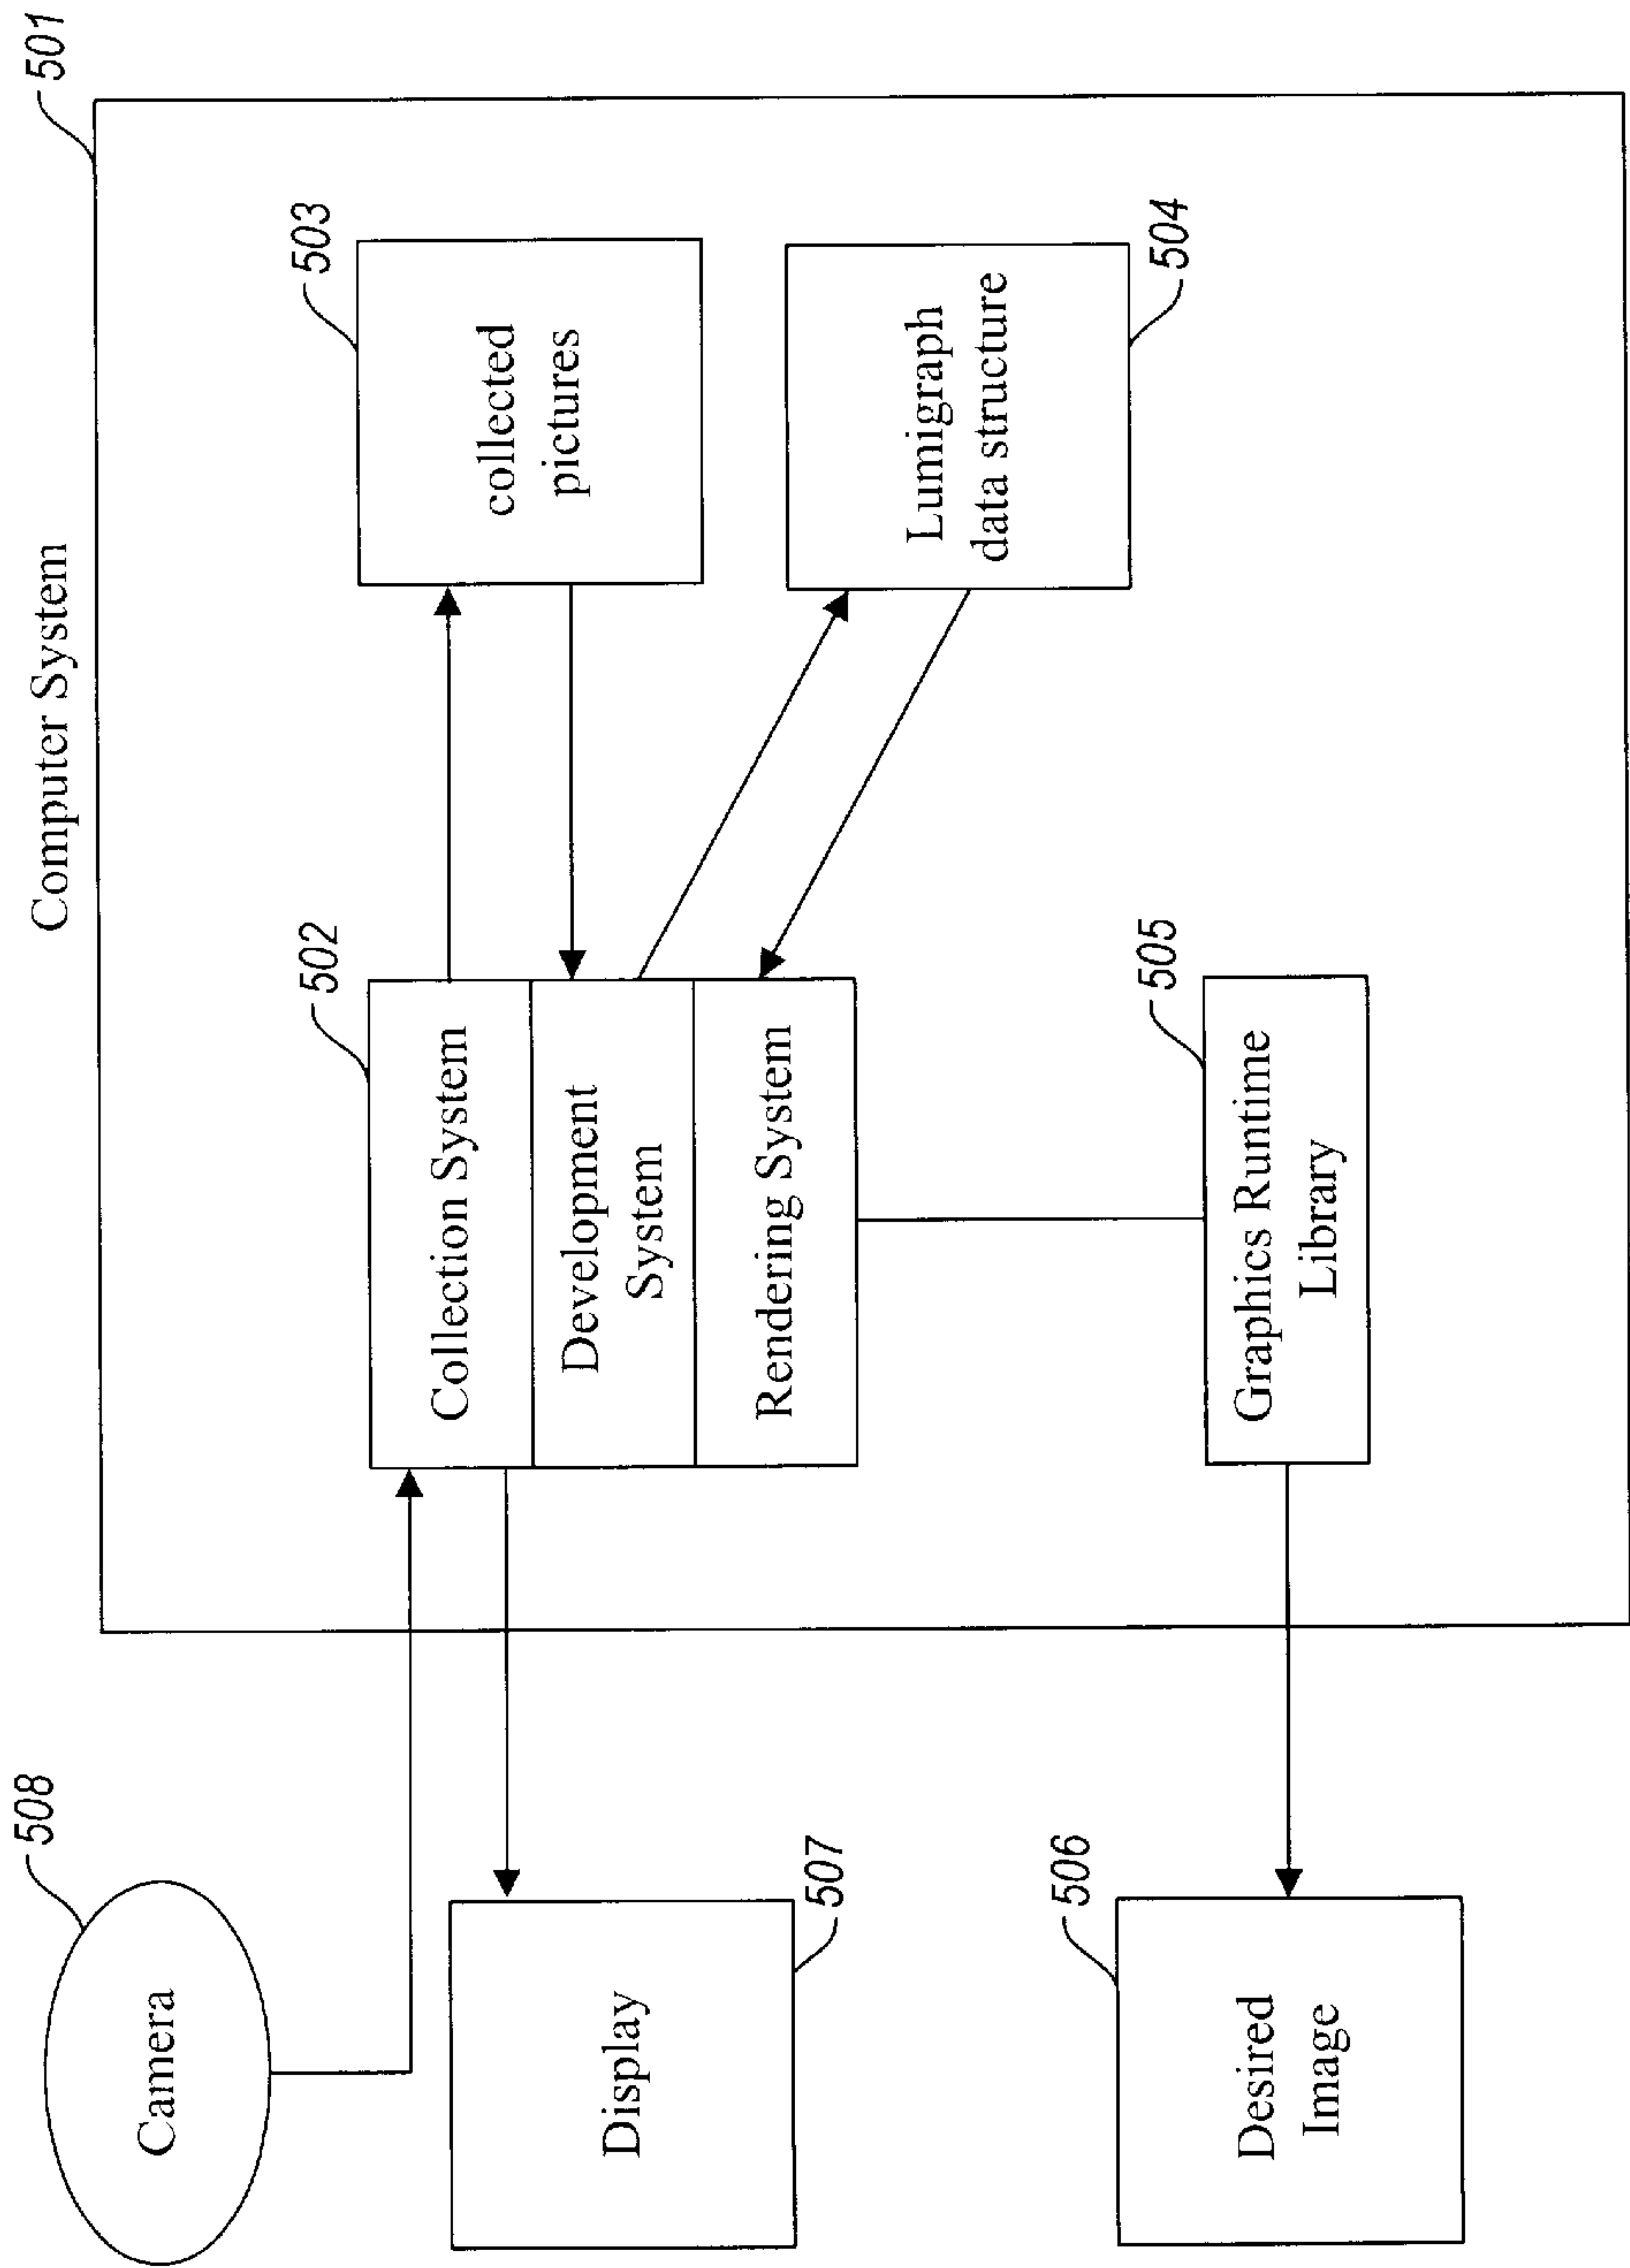 Computer System
501
508
Camera
502
Collection System
Development
System
Rendering System
503
collected
pictures
Display
507
Lumigraph
data structure
504
505
Graphics Runtime
Library
506
Desired
Image